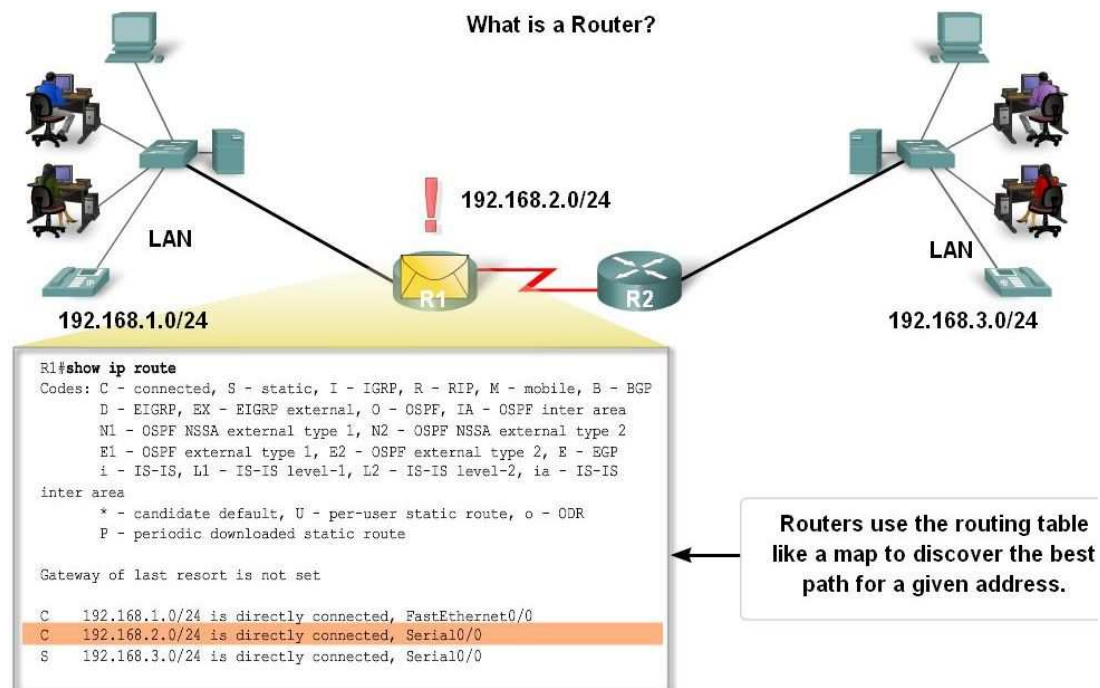 What is a Router?
192.168.2.0/24
LAN
LAN
R1
R2
192.168.1.0/24
192.168.3.0/24
R1#show ip route
Codes: C - connected, S - static, I - IGRP, R - RIP, M - mobile, B - BGP
D - EIGRP, EX - EIGRP external, O - OSPF, IA - OSPF inter area
N1 - OSPF NSSA external type 1, N2 - OSPF NSSA external type 2
E1 - OSPF external type 1, E2 - OSPF external type 2, E - EGP
i - IS-IS, L1 - IS-IS level-1, L2 - IS-IS level-2, ia - IS-IS
inter area
* - candidate default, U - per-user static route, o - ODR
P - periodic downloaded static route
Gateway of last resort is not set
C 192.168.1.0/24 is directly connected, FastEthernet0/0
C 192.168.2.0/24 is directly connected, Serial0/0
S 192.168.3.0/24 is directly connected, Serial0/0
Routers use the routing table
like a map to discover the best
path for a given address.